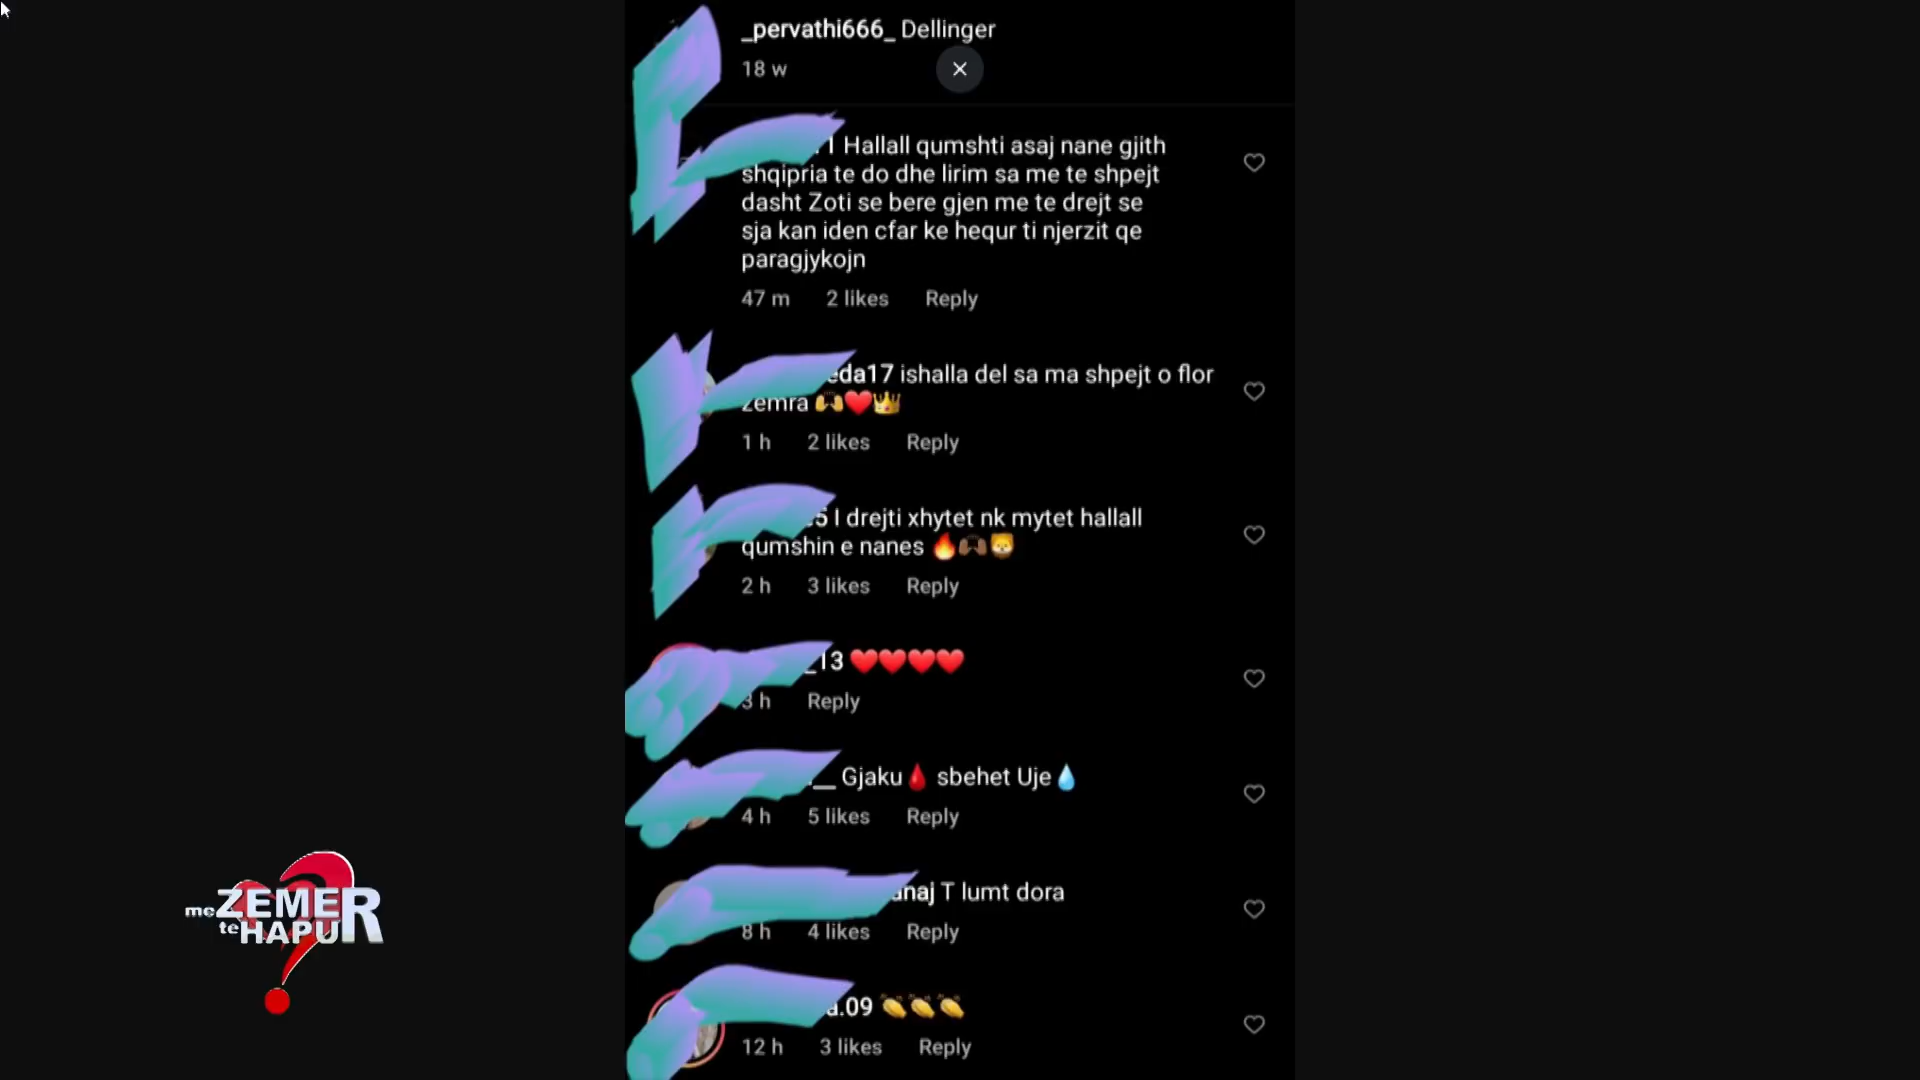 _pervathi666_ Dellinger
18 w
1 Hallall qumshti asaj nane gjith
shqipria te do dhe lirim sa me te shpejt
dasht Zoti se bere gjen me te drejt se
sja kan iden cfar ke hequr ti njerzit qe
paragjykojn
47 m 2 likes Reply
eda17 ishalla del sa ma shpejt o flor
zemra 🙌❤️👑
1 h 2 likes Reply
5 I drejti xhytet nk mytet hallall
qumshin e nanes 🔥🙌🏾🦁
2 h 3 likes Reply
_13 ❤️❤️❤️❤️
3 h Reply
__ Gjaku🩸 sbehet Uje💧
4 h 5 likes Reply
anaj T lumt dora
8 h 4 likes Reply
a.09 👏👏👏
12 h 3 likes Reply
me ZEMER
te HAPUR